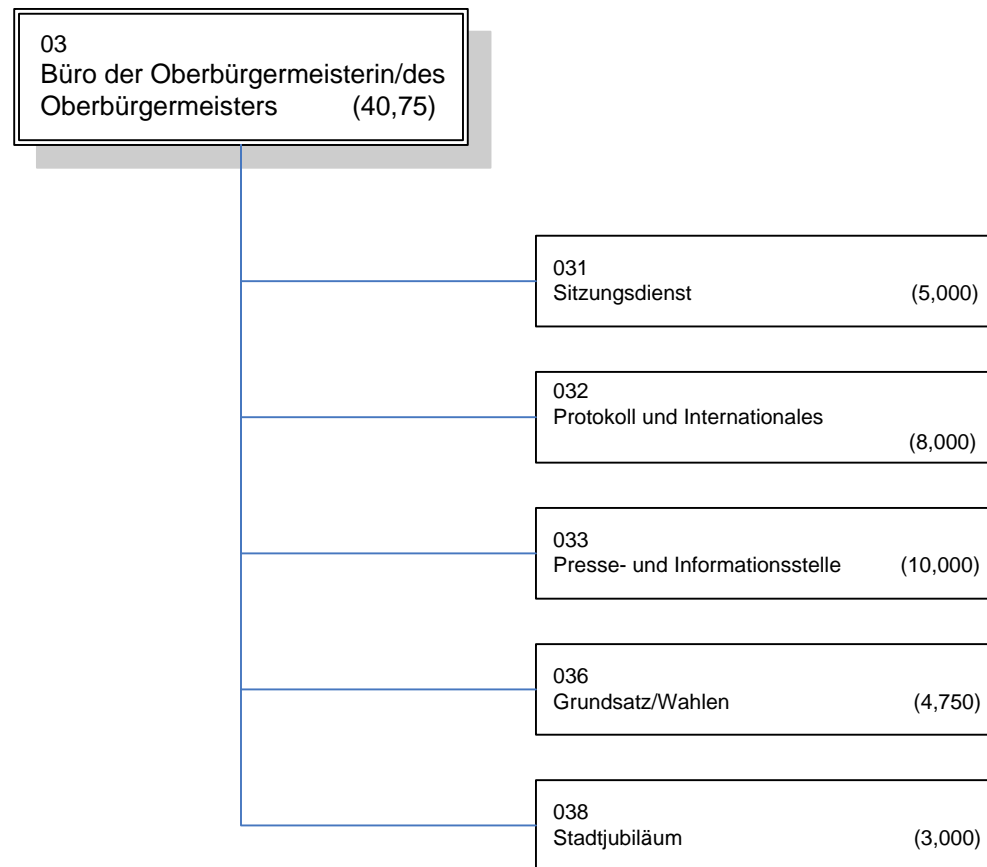 03
Büro der Oberbürgermeisterin/des
Oberbürgermeisters (40,75)
031
Sitzungsdienst (5,000)
032
Protokoll und Internationales
(8,000)
033
Presse- und Informationsstelle (10,000)
036
Grundsatz/Wahlen (4,750)
038
Stadtjubiläum (3,000)